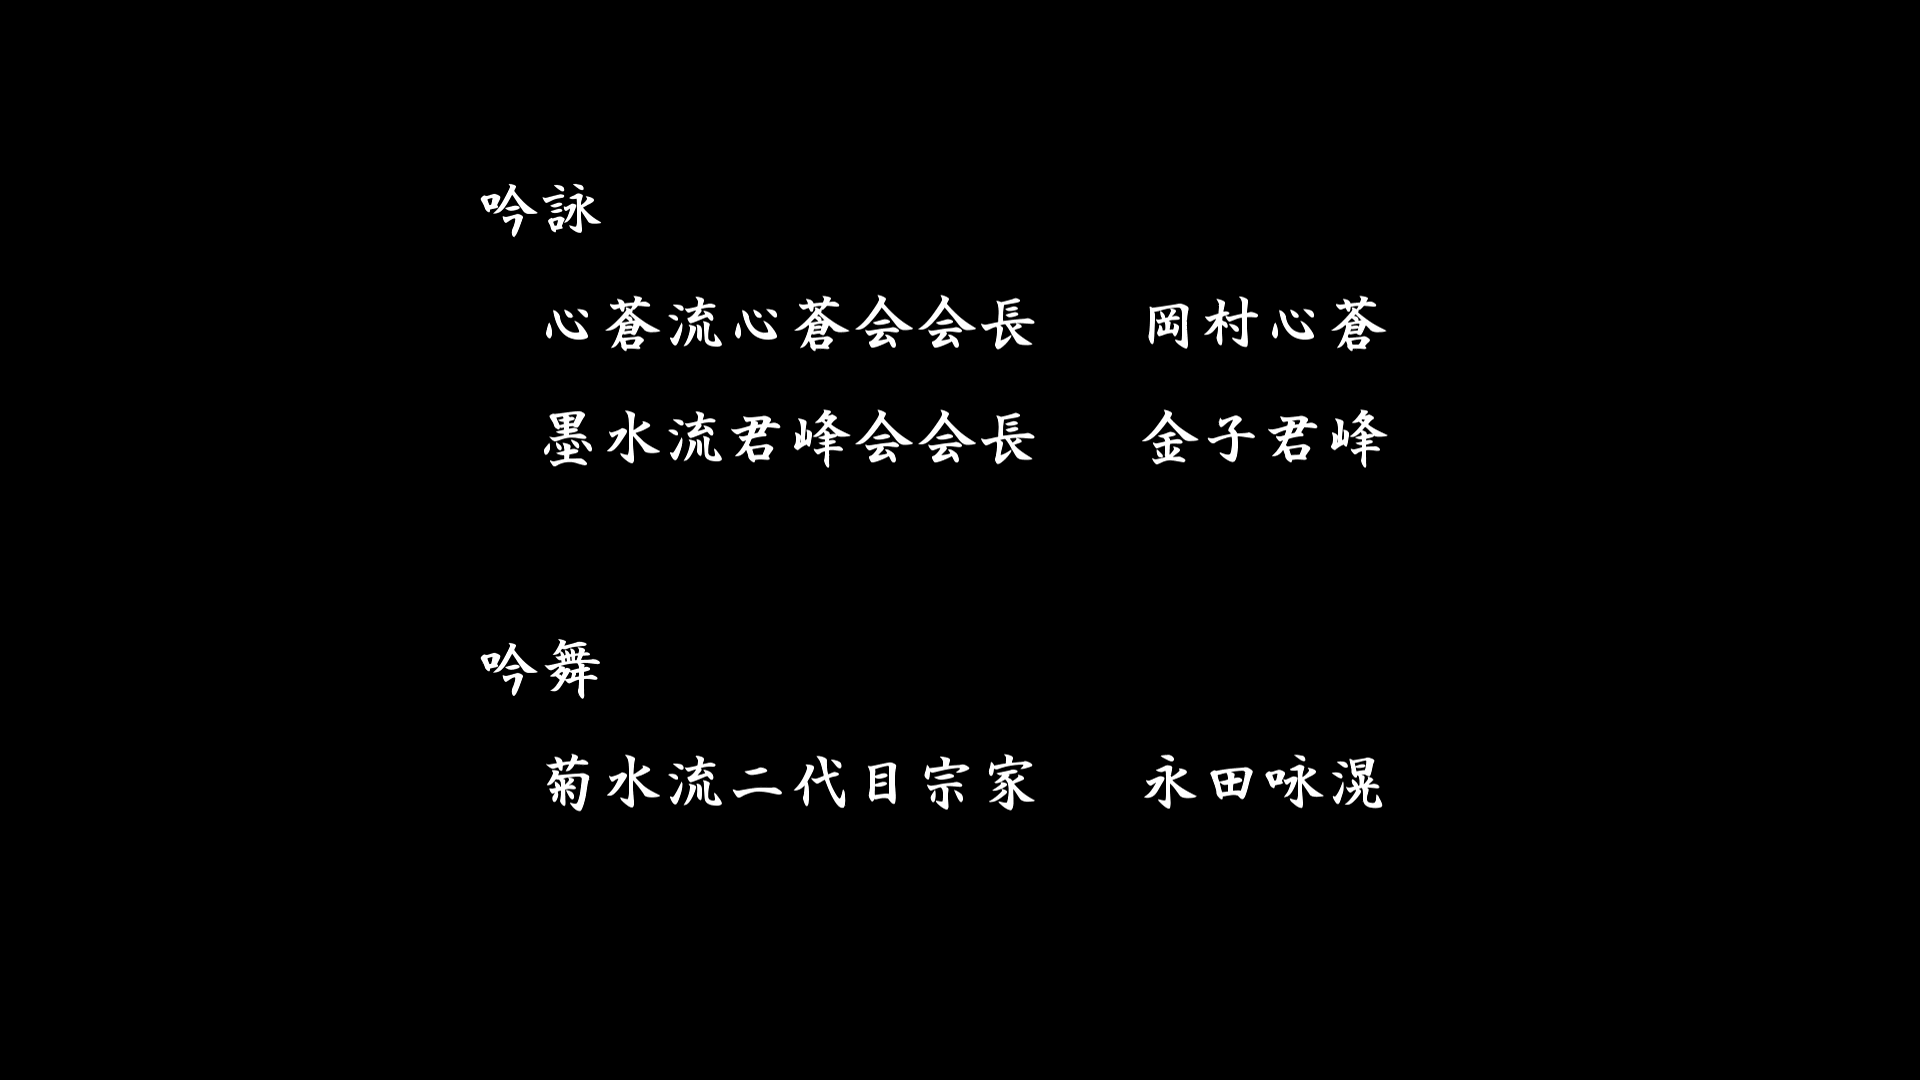 吟詠
心蒼流心蒼会会長　岡村心蒼
墨水流君峰会会長　金子君峰
吟舞
菊水流二代目宗家　永田咏滉